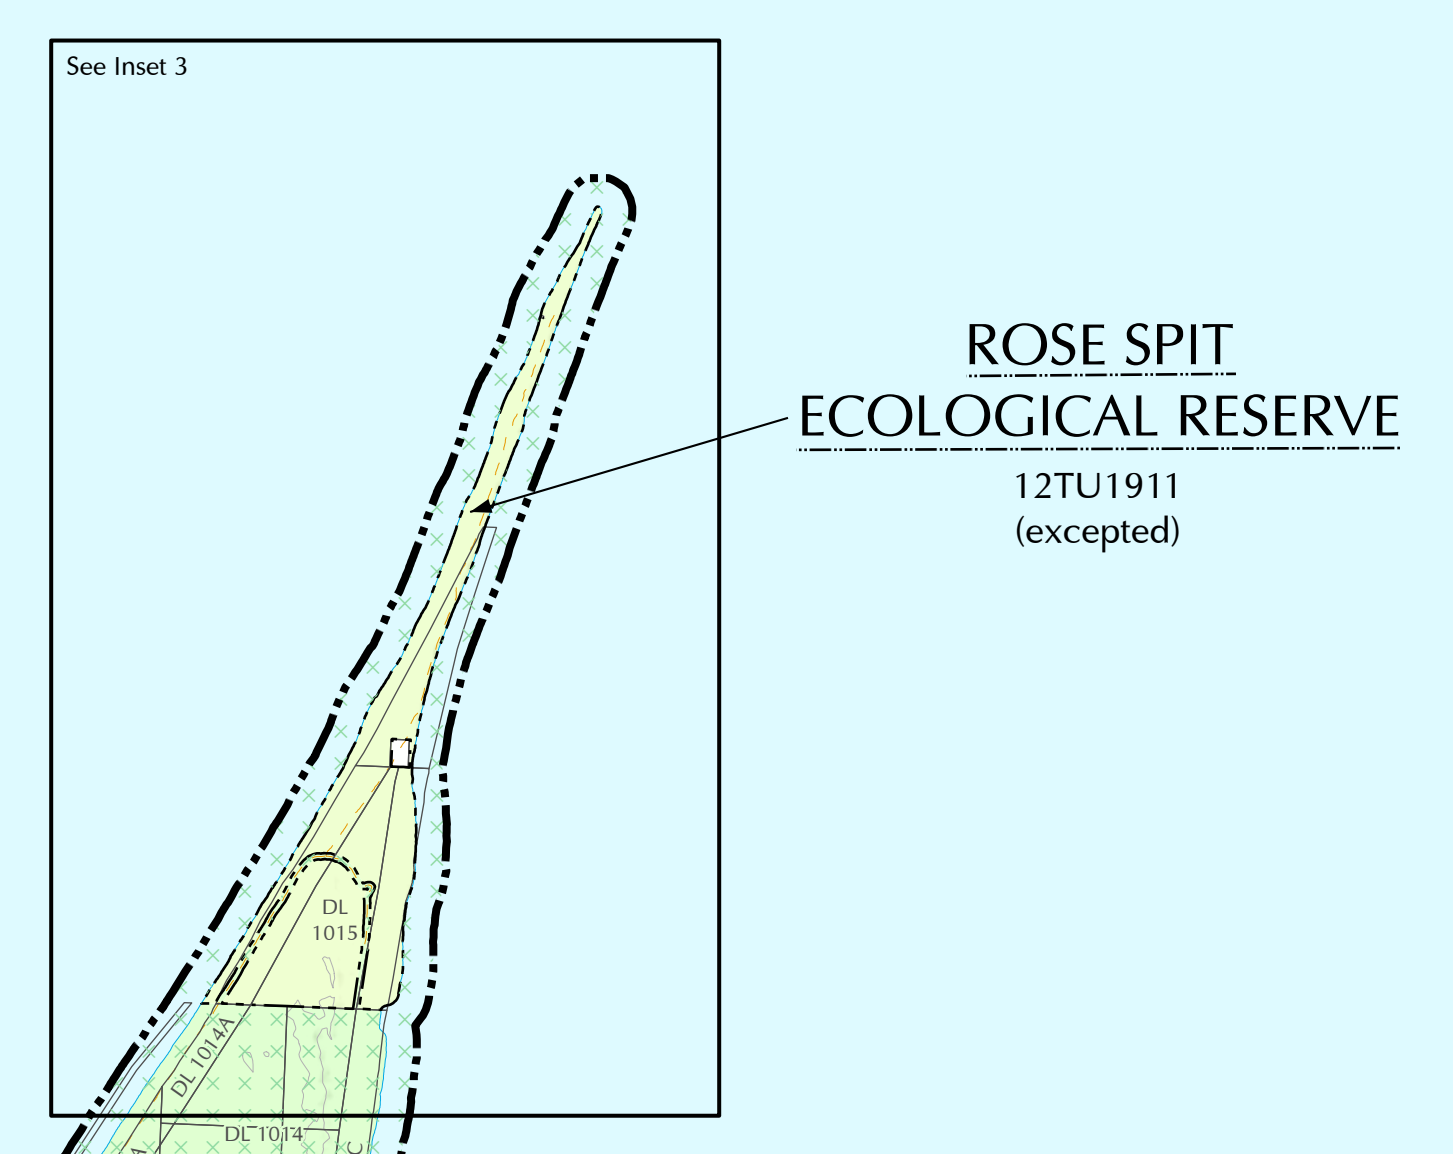 See Inset 3
ROSE SPIT
ECOLOGICAL RESERVE
12TU1911
(excepted)
DL
1015
DL 1014A
DL 1014
A
C